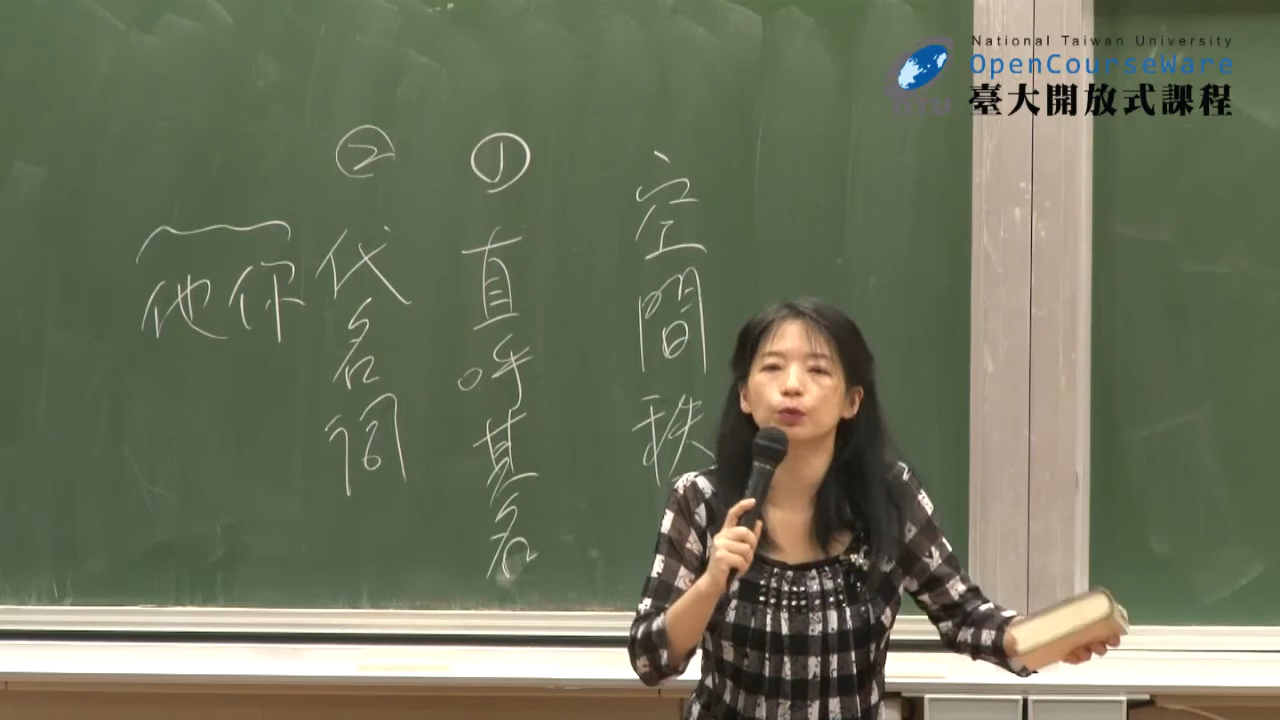 National Taiwan University
OpenCourseWare
臺大開放式課程
NTU
空間秩
① 直呼其名
② 代名詞
你他